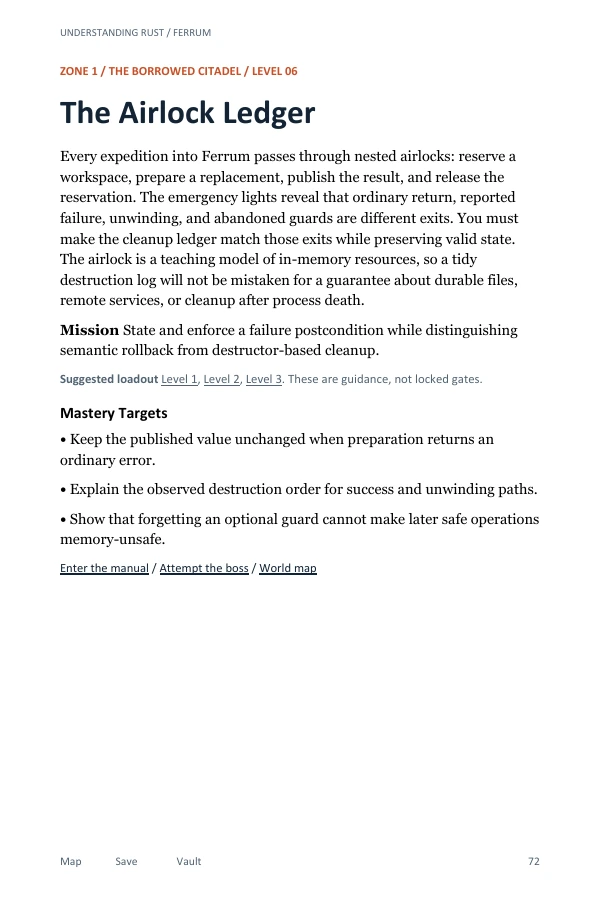 UNDERSTANDING RUST / FERRUM
ZONE 1 / THE BORROWED CITADEL / LEVEL 06
The Airlock Ledger
Every expedition into Ferrum passes through nested airlocks: reserve a
workspace, prepare a replacement, publish the result, and release the
reservation. The emergency lights reveal that ordinary return, reported
failure, unwinding, and abandoned guards are different exits. You must
make the cleanup ledger match those exits while preserving valid state.
The airlock is a teaching model of in-memory resources, so a tidy
destruction log will not be mistaken for a guarantee about durable files,
remote services, or cleanup after process death.
Mission State and enforce a failure postcondition while distinguishing
semantic rollback from destructor-based cleanup.
Suggested loadout Level 1, Level 2, Level 3. These are guidance, not locked gates.
Mastery Targets
• Keep the published value unchanged when preparation returns an
ordinary error.
• Explain the observed destruction order for success and unwinding paths.
• Show that forgetting an optional guard cannot make later safe operations
memory-unsafe.
Enter the manual / Attempt the boss / World map
Map Save Vault 72